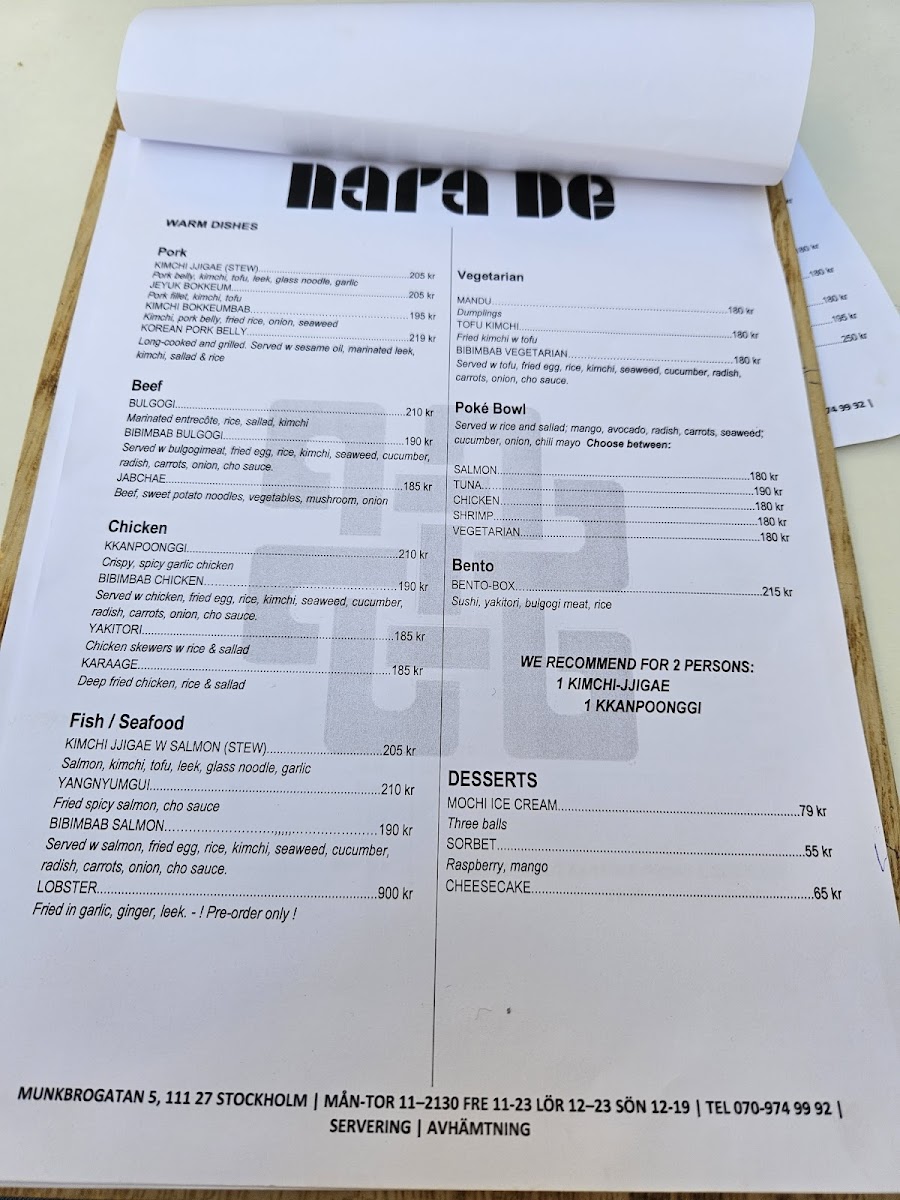 nara be
WARM DISHES
Pork
KIMCHI JJIGAE (STEW)....205 kr
Pork belly, kimchi, tofu, leek, glass noodle, garlic
JEYUK BOKKEUM....205 kr
Pork fillet, kimchi, tofu
KIMCHI BOKKEUMBAB....195 kr
Kimchi, pork belly, fried rice, onion, seaweed
KOREAN PORK BELLY....219 kr
Long-cooked and grilled. Served w sesame oil, marinated leek,
kimchi, sallad & rice
Beef
BULGOGI....210 kr
Marinated entrecôte, rice, sallad, kimchi
BIBIMBAB BULGOGI....190 kr
Served w bulgogimeat, fried egg, rice, kimchi, seaweed, cucumber,
radish, carrots, onion, cho sauce.
JABCHAE....185 kr
Beef, sweet potato noodles, vegetables, mushroom, onion
Chicken
KKANPOONGGI....210 kr
Crispy, spicy garlic chicken
BIBIMBAB CHICKEN....190 kr
Served w chicken, fried egg, rice, kimchi, seaweed, cucumber,
radish, carrots, onion, cho sauce.
YAKITORI....185 kr
Chicken skewers w rice & sallad
KARAAGE....185 kr
Deep fried chicken, rice & sallad
Fish / Seafood
KIMCHI JJIGAE W SALMON (STEW)....205 kr
Salmon, kimchi, tofu, leek, glass noodle, garlic
YANGNYUMGUI....210 kr
Fried spicy salmon, cho sauce
BIBIMBAB SALMON....,,,,,,....190 kr
Served w salmon, fried egg, rice, kimchi, seaweed, cucumber,
radish, carrots, onion, cho sauce.
LOBSTER....900 kr
Fried in garlic, ginger, leek. - ! Pre-order only !
Vegetarian
MANDU....180 kr
Dumplings
TOFU KIMCHI....180 kr
Fried kimchi w tofu
BIBIMBAB VEGETARIAN....180 kr
Served w tofu, fried egg, rice, kimchi, seaweed, cucumber, radish,
carrots, onion, cho sauce.
Poké Bowl
Served w rice and sallad; mango, avocado, radish, carrots, seaweed;
cucumber, onion, chili mayo Choose between:
SALMON....180 kr
TUNA....190 kr
CHICKEN....180 kr
SHRIMP....180 kr
VEGETARIAN....180 kr
Bento
BENTO-BOX....215 kr
Sushi, yakitori, bulgogi meat, rice
WE RECOMMEND FOR 2 PERSONS:
1 KIMCHI-JJIGAE
1 KKANPOONGGI
DESSERTS
MOCHI ICE CREAM....79 kr
Three balls
SORBET....55 kr
Raspberry, mango
CHEESECAKE....65 kr
MUNKBROGATAN 5, 111 27 STOCKHOLM | MÅN-TOR 11–2130 FRE 11-23 LÖR 12–23 SÖN 12-19 | TEL 070-974 99 92 |
SERVERING | AVHÄMTNING
kr
180 kr
180 kr
180 kr
195 kr
250 kr
74 99 92 |